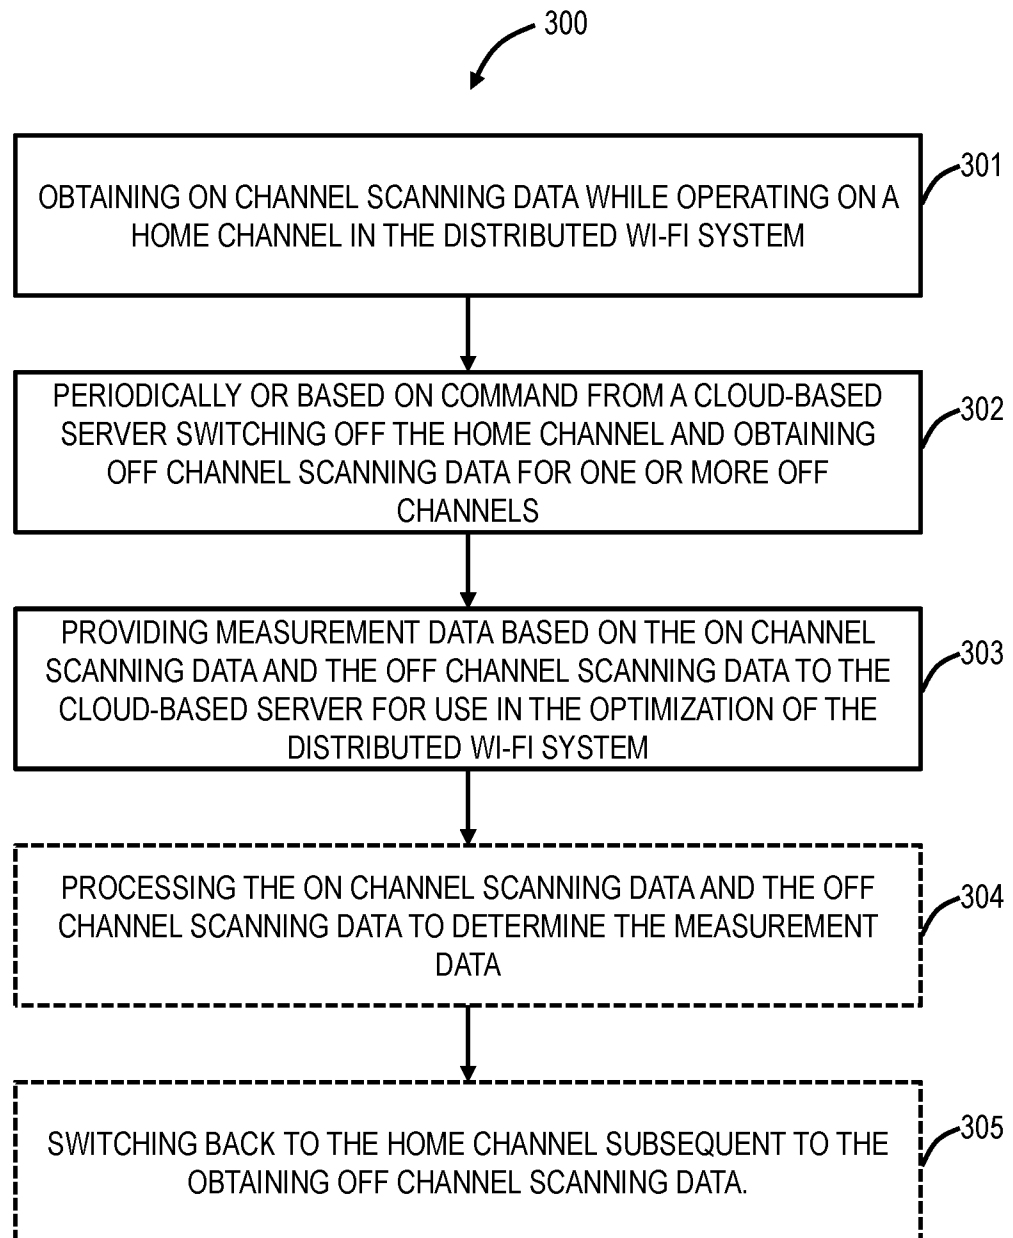 300
OBTAINING ON CHANNEL SCANNING DATA WHILE OPERATING ON A
HOME CHANNEL IN THE DISTRIBUTED WI-FI SYSTEM
301
PERIODICALLY OR BASED ON COMMAND FROM A CLOUD-BASED
SERVER SWITCHING OFF THE HOME CHANNEL AND OBTAINING
OFF CHANNEL SCANNING DATA FOR ONE OR MORE OFF
CHANNELS
302
PROVIDING MEASUREMENT DATA BASED ON THE ON CHANNEL
SCANNING DATA AND THE OFF CHANNEL SCANNING DATA TO THE
CLOUD-BASED SERVER FOR USE IN THE OPTIMIZATION OF THE
DISTRIBUTED WI-FI SYSTEM
303
PROCESSING THE ON CHANNEL SCANNING DATA AND THE OFF
CHANNEL SCANNING DATA TO DETERMINE THE MEASUREMENT
DATA
304
SWITCHING BACK TO THE HOME CHANNEL SUBSEQUENT TO THE
OBTAINING OFF CHANNEL SCANNING DATA.
305